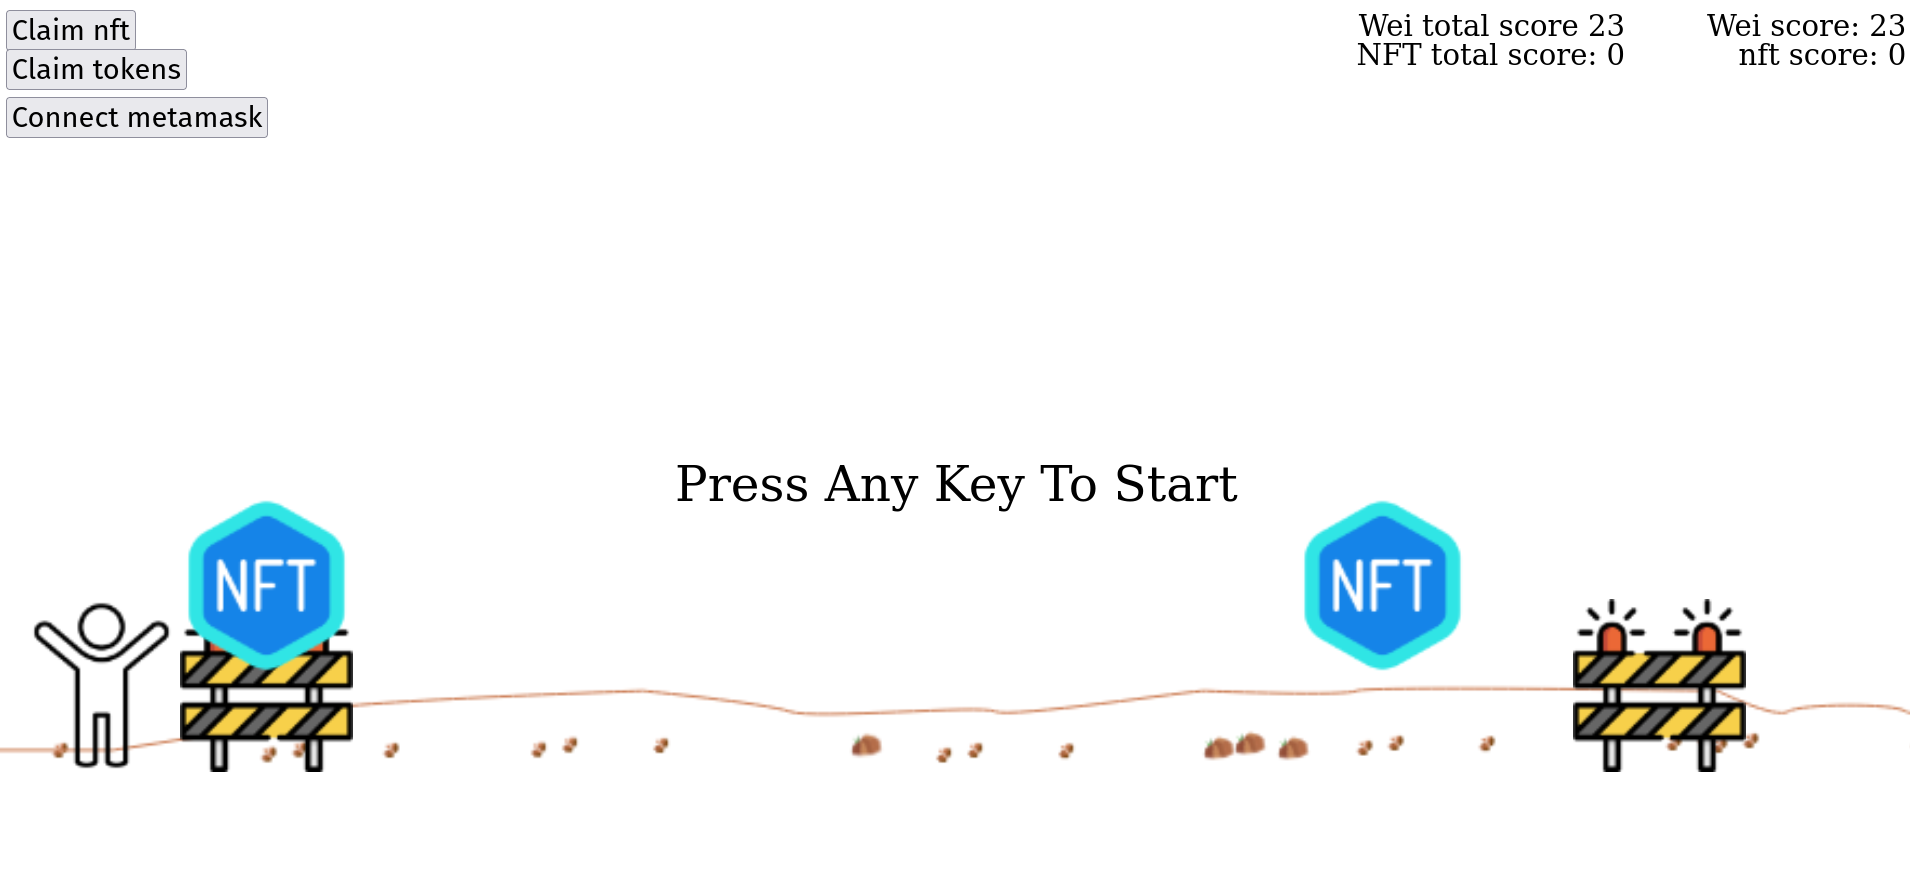 Claim nft
Claim tokens
Connect metamask
Wei total score 23
NFT total score: 0
Wei score: 23
nft score: 0
Press Any Key To Start
NFT
NFT